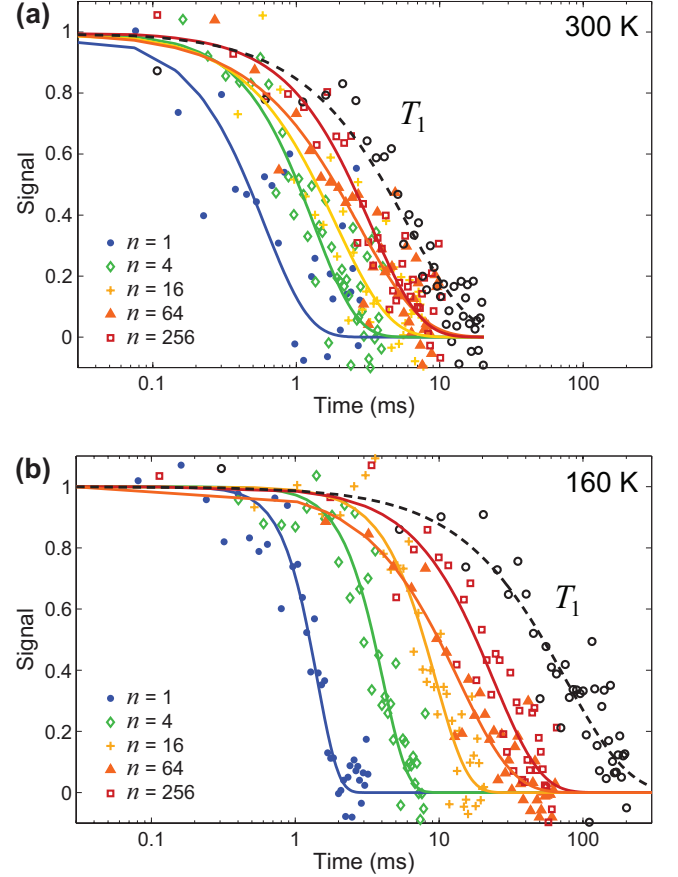 (a)
300 K
T1
Signal
1
0.8
0.6
0.4
0.2
0
n = 1
n = 4
n = 16
n = 64
n = 256
0.1
1
10
100
Time (ms)
(b)
160 K
T1
Signal
1
0.8
0.6
0.4
0.2
0
n = 1
n = 4
n = 16
n = 64
n = 256
0.1
1
10
100
Time (ms)